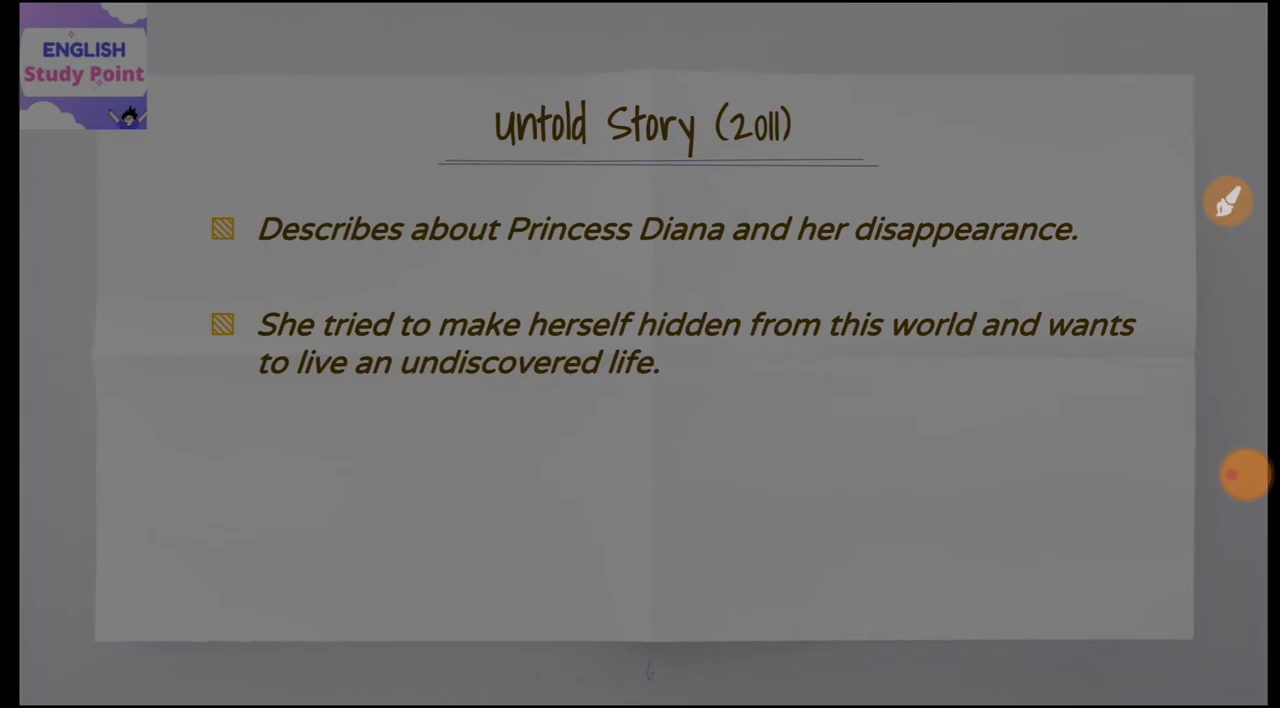 ENGLISH
Study Point
Untold Story (2011)
Describes about Princess Diana and her disappearance.
She tried to make herself hidden from this world and wants
to live an undiscovered life.
6